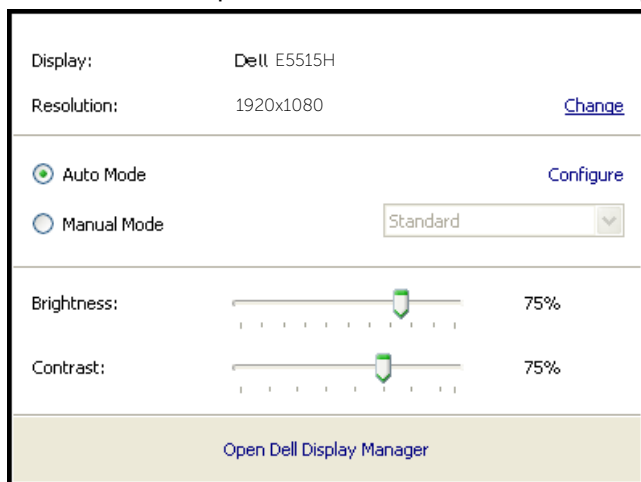 Display: Dell E5515H
Resolution: 1920x1080 Change
Auto Mode Configure
Manual Mode Standard
Brightness: 75%
Contrast: 75%
Open Dell Display Manager